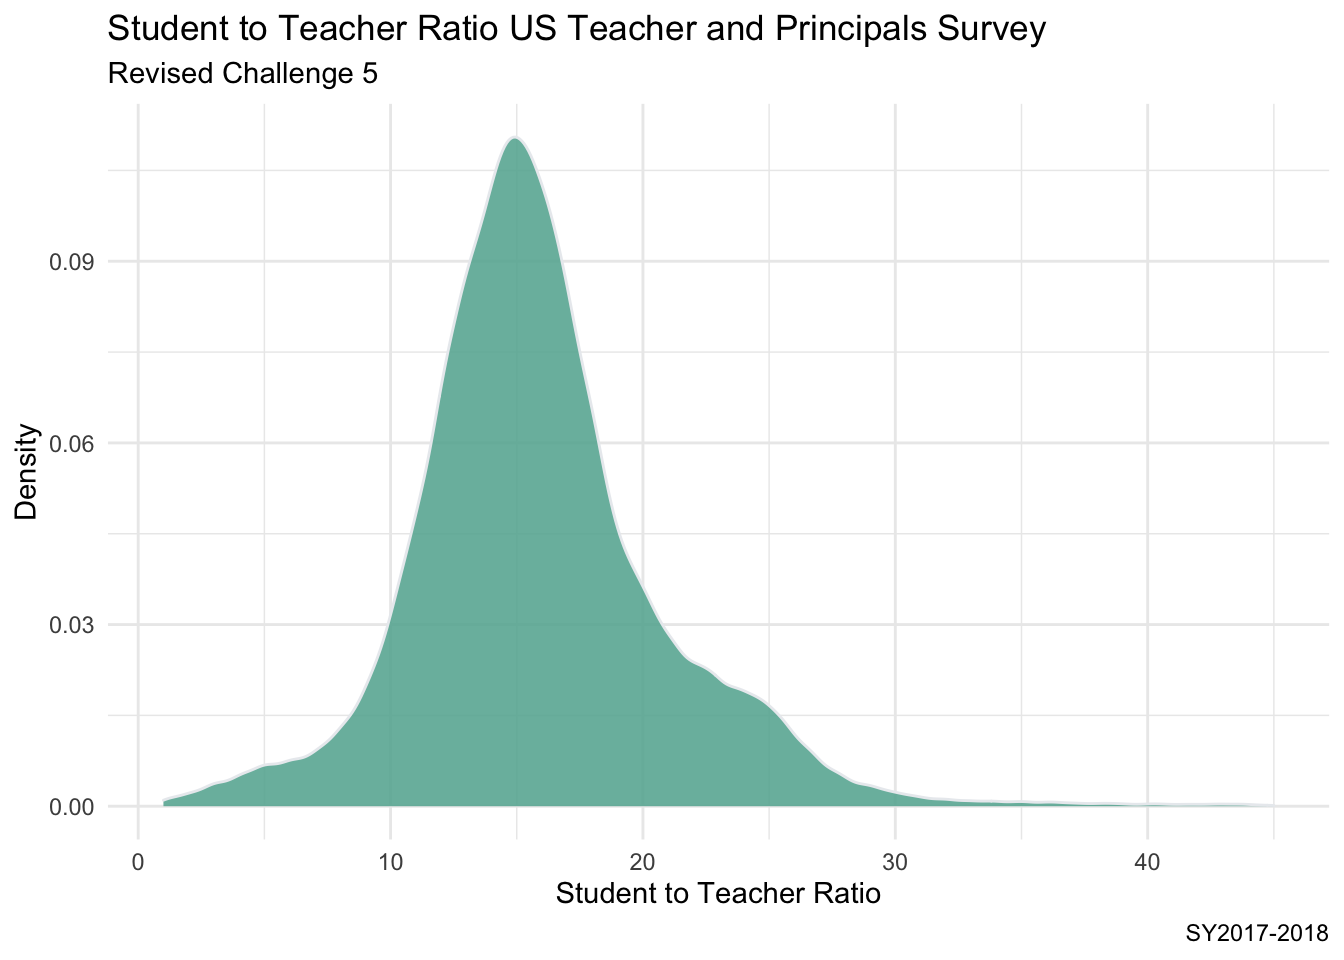 Student to Teacher Ratio US Teacher and Principals Survey
Revised Challenge 5
Density
0.09
0.06
0.03
0.00
0 10 20 30 40
Student to Teacher Ratio
SY2017-2018